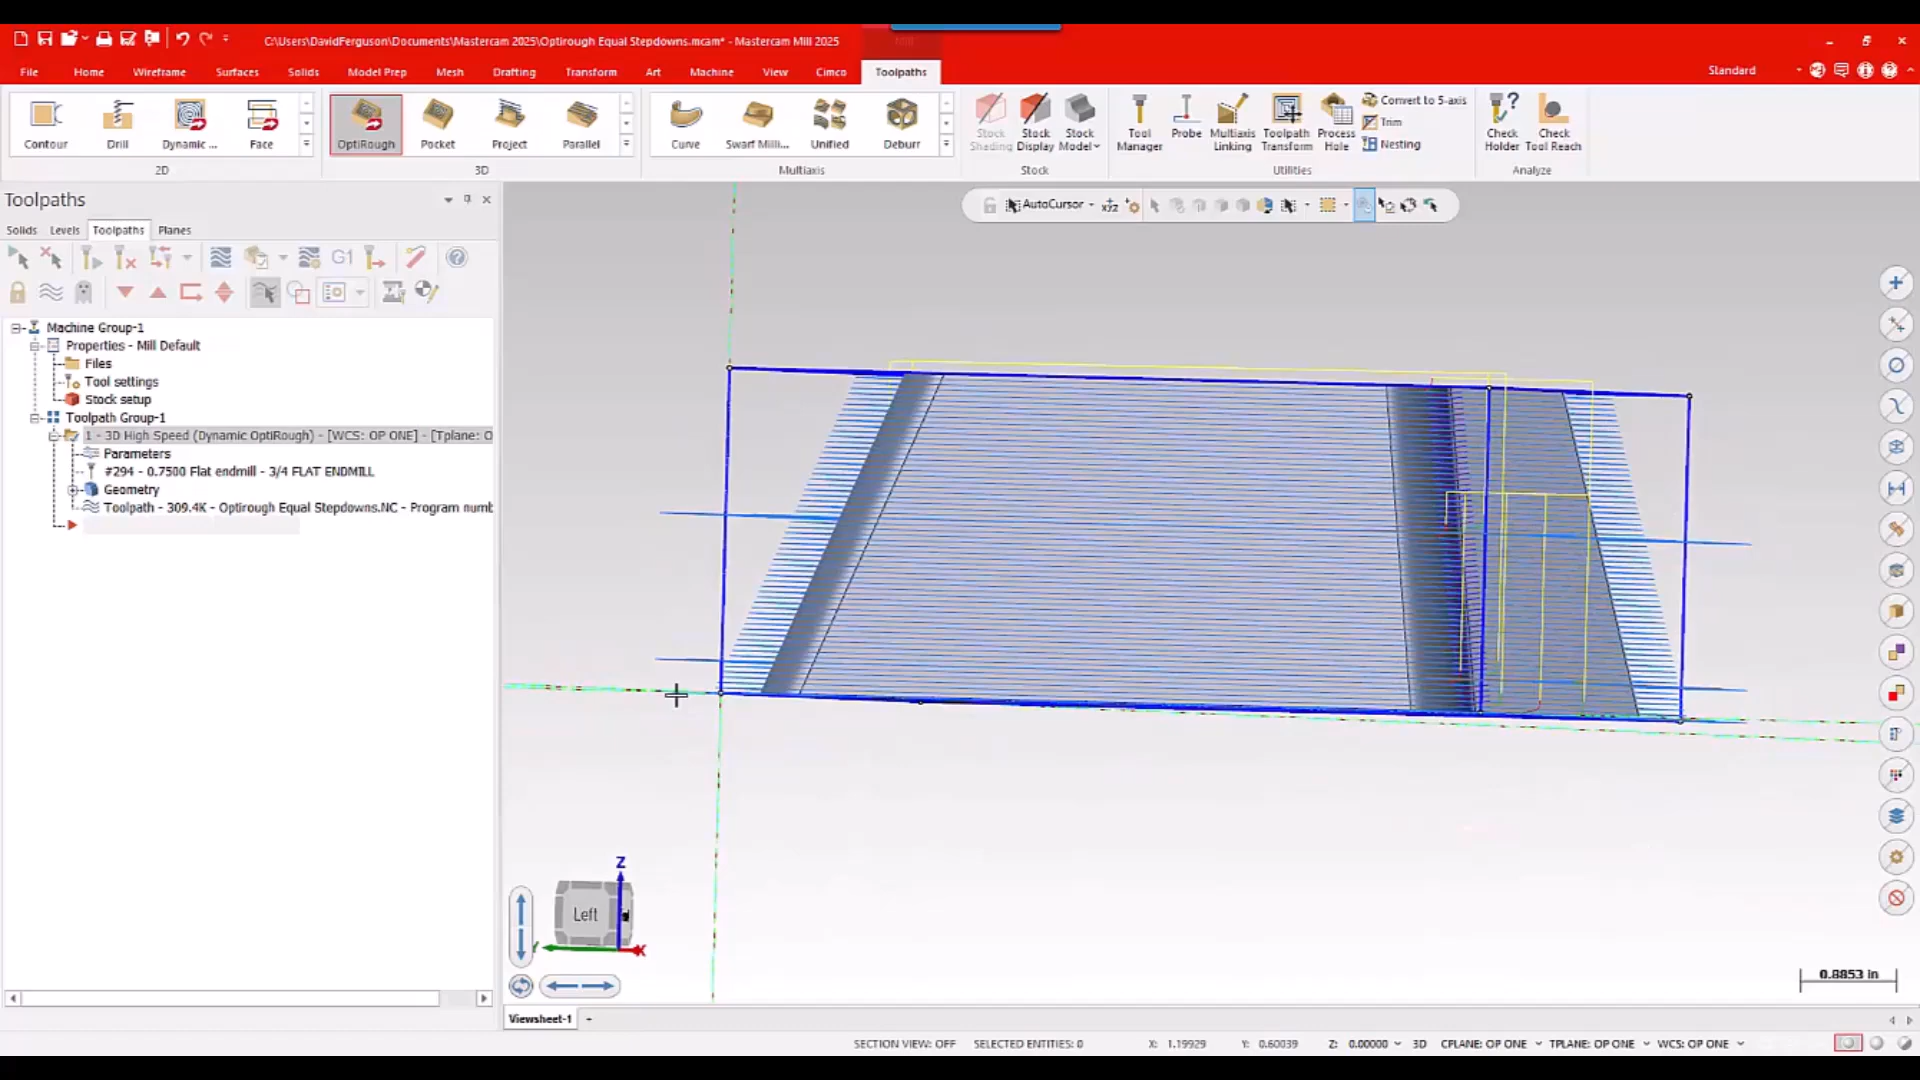 C:\Users\DavidFerguson\Documents\Mastercam 2025\Optirough Equal Stepdowns.mcam* - Mastercam Mill 2025
File Home Wireframe Surfaces Solids Model Prep Mesh Drafting Transform Art Machine View Cimco Toolpaths
Standard
Contour Drill Dynamic ... Face
OptiRough Pocket Project Parallel
Curve Swarf Milli... Unified Deburr
Stock Shading Stock Display Stock Model
Tool Manager Probe Multiaxis Linking Toolpath Transform Process Hole
Convert to 5-axis
Trim
Nesting
Check Holder Check Tool Reach
2D 3D Multiaxis Stock Utilities Analyze
Toolpaths
AutoCursor
Solids Levels Toolpaths Planes
G1
Machine Group-1
Properties - Mill Default
Files
Tool settings
Stock setup
Toolpath Group-1
1 - 3D High Speed (Dynamic OptiRough) - [WCS: OP ONE] - [Tplane: O
Parameters
#294 - 0.7500 Flat endmill - 3/4 FLAT ENDMILL
Geometry
Toolpath - 309.4K - Optirough Equal Stepdowns.NC - Program numb
Z
Left
Y
X
0.8853 in
Viewsheet-1 +
SECTION VIEW: OFF SELECTED ENTITIES: 0 X: 1.19929 Y: 0.60039 Z: 0.00000 3D CPLANE: OP ONE TPLANE: OP ONE WCS: OP ONE